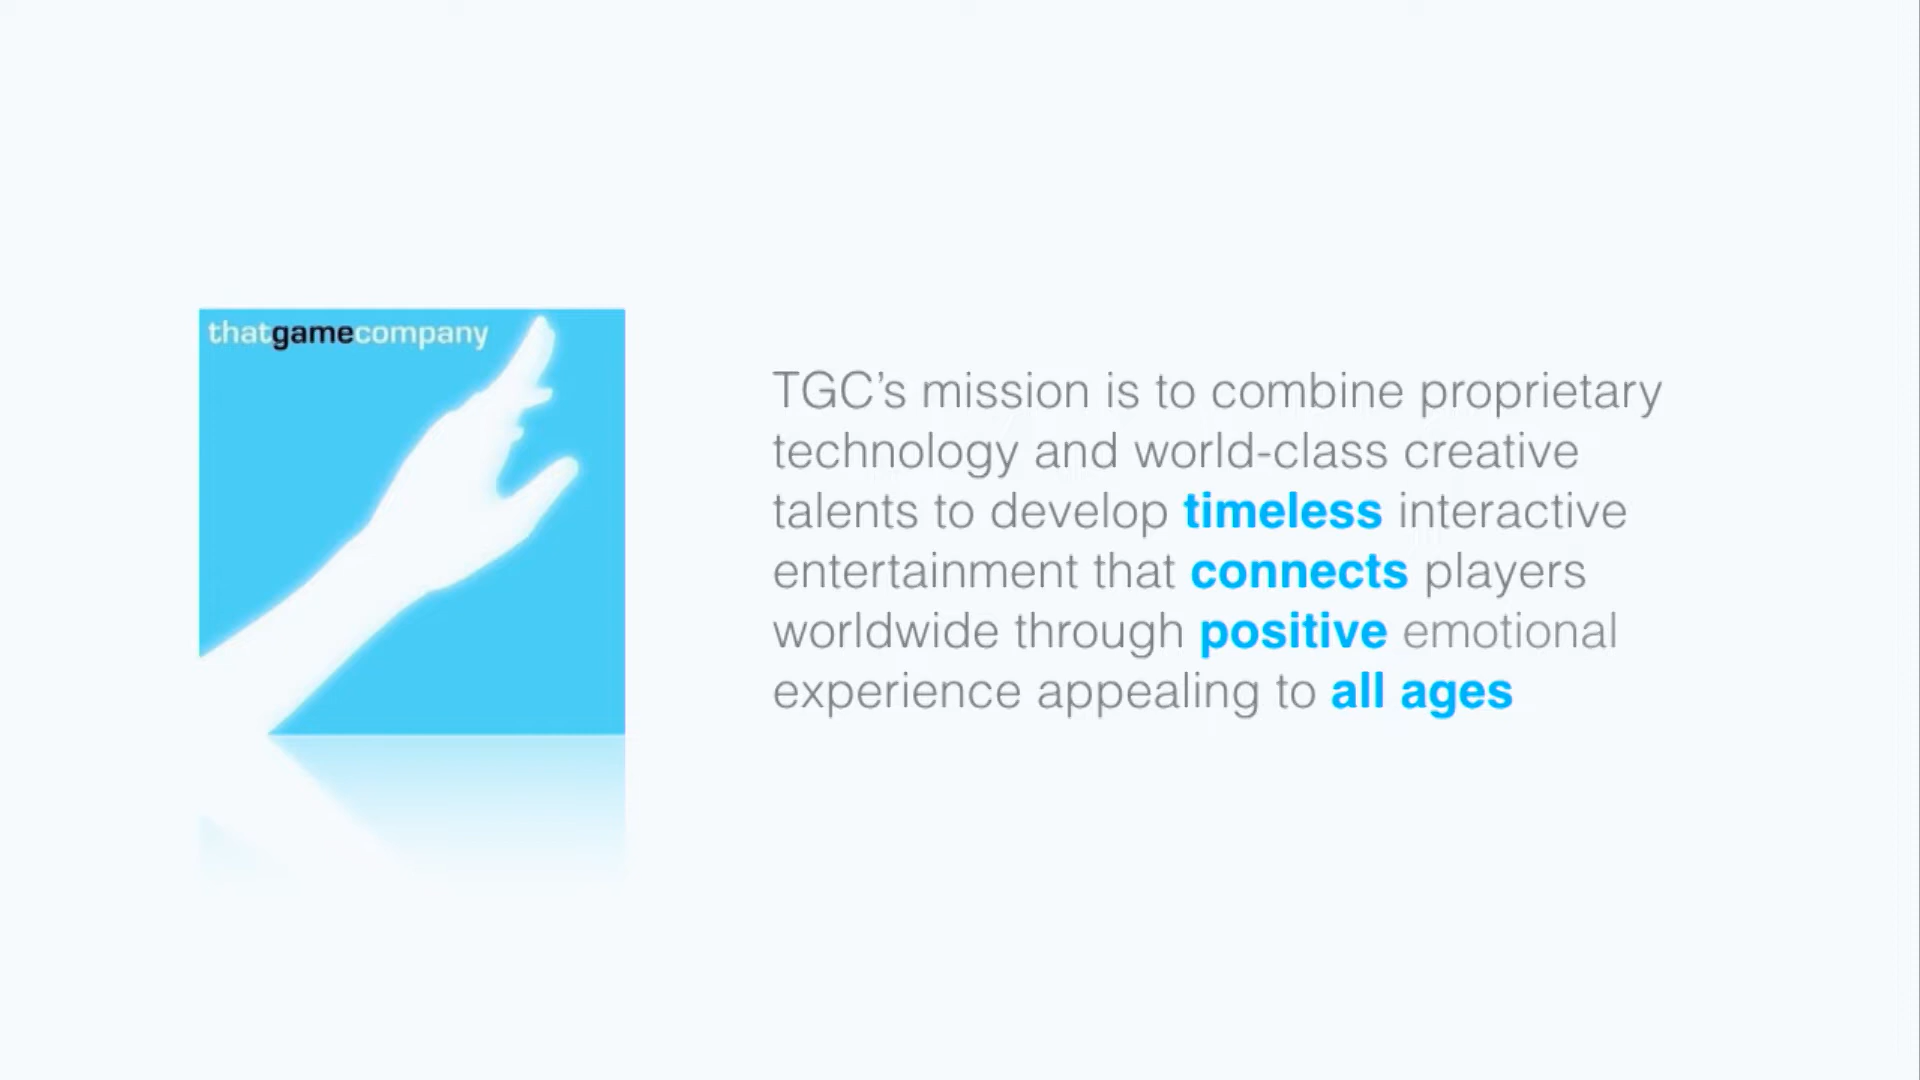 thatgamecompany
TGC’s mission is to combine proprietary
technology and world-class creative
talents to develop timeless interactive
entertainment that connects players
worldwide through positive emotional
experience appealing to all ages